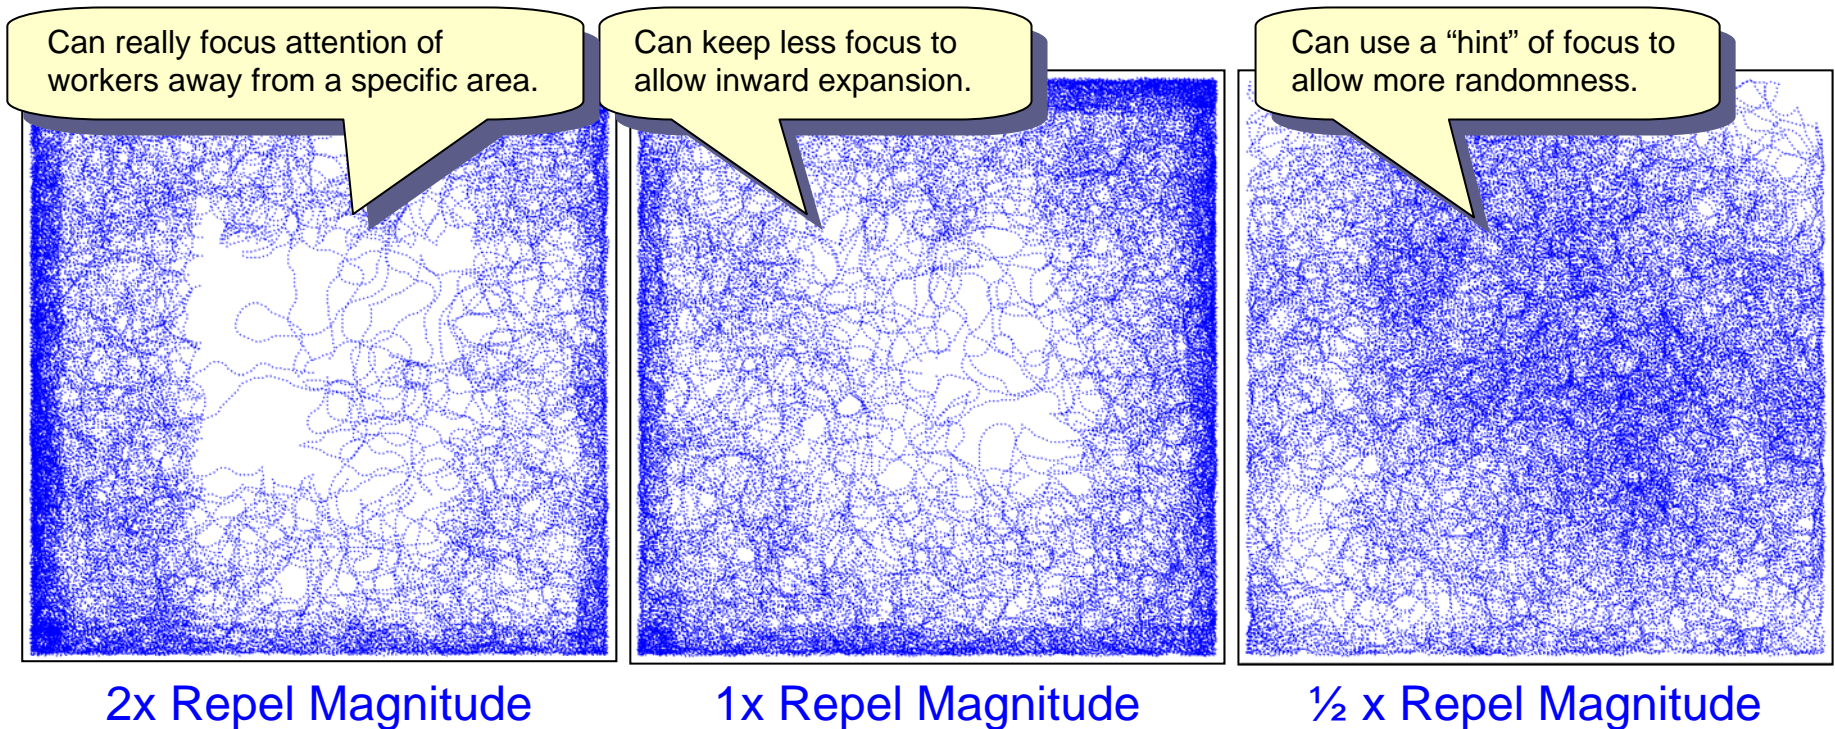 Can really focus attention of
workers away from a specific area.
Can keep less focus to
allow inward expansion.
Can use a “hint” of focus to
allow more randomness.
2x Repel Magnitude
1x Repel Magnitude
½ x Repel Magnitude